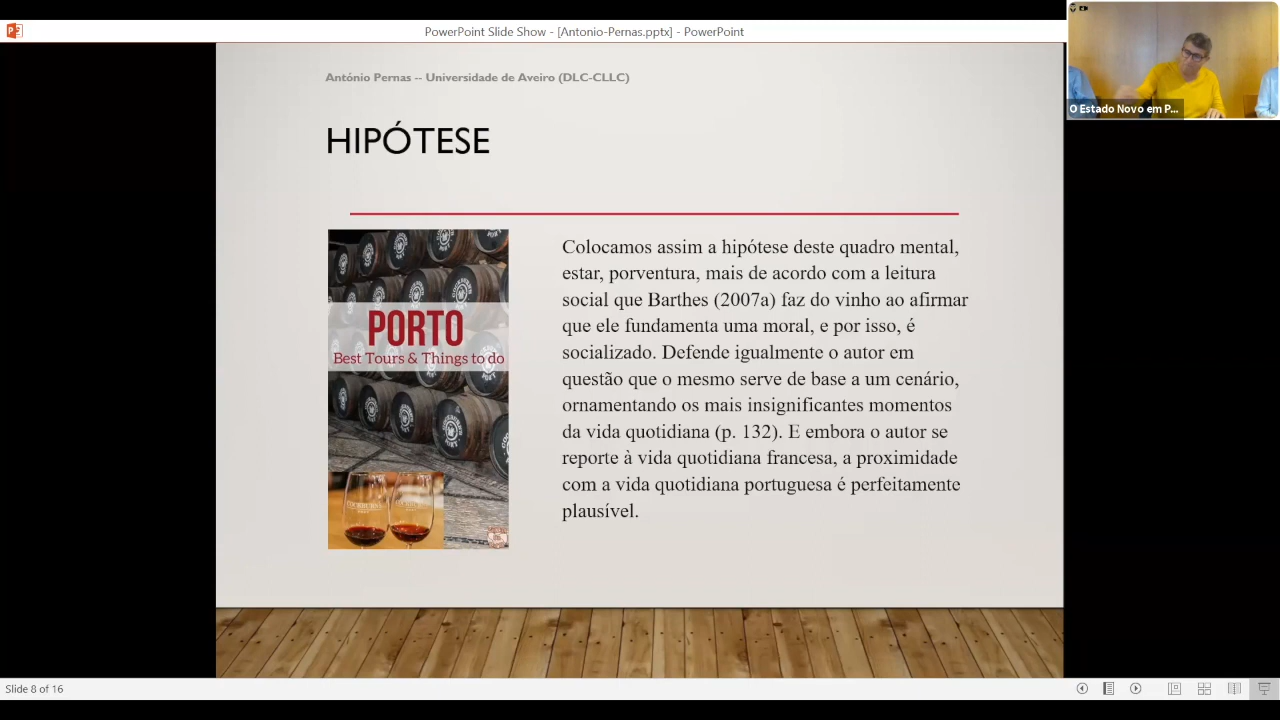 PowerPoint Slide Show - [Antonio-Pernas.pptx] - PowerPoint
O Estado Novo em P...
António Pernas -- Universidade de Aveiro (DLC-CLLC)
HIPÓTESE
PORTO
Best Tours & Things to do
Colocamos assim a hipótese deste quadro mental,
estar, porventura, mais de acordo com a leitura
social que Barthes (2007a) faz do vinho ao afirmar
que ele fundamenta uma moral, e por isso, é
socializado. Defende igualmente o autor em
questão que o mesmo serve de base a um cenário,
ornamentando os mais insignificantes momentos
da vida quotidiana (p. 132). E embora o autor se
reporte à vida quotidiana francesa, a proximidade
com a vida quotidiana portuguesa é perfeitamente
plausível.
Slide 8 of 16